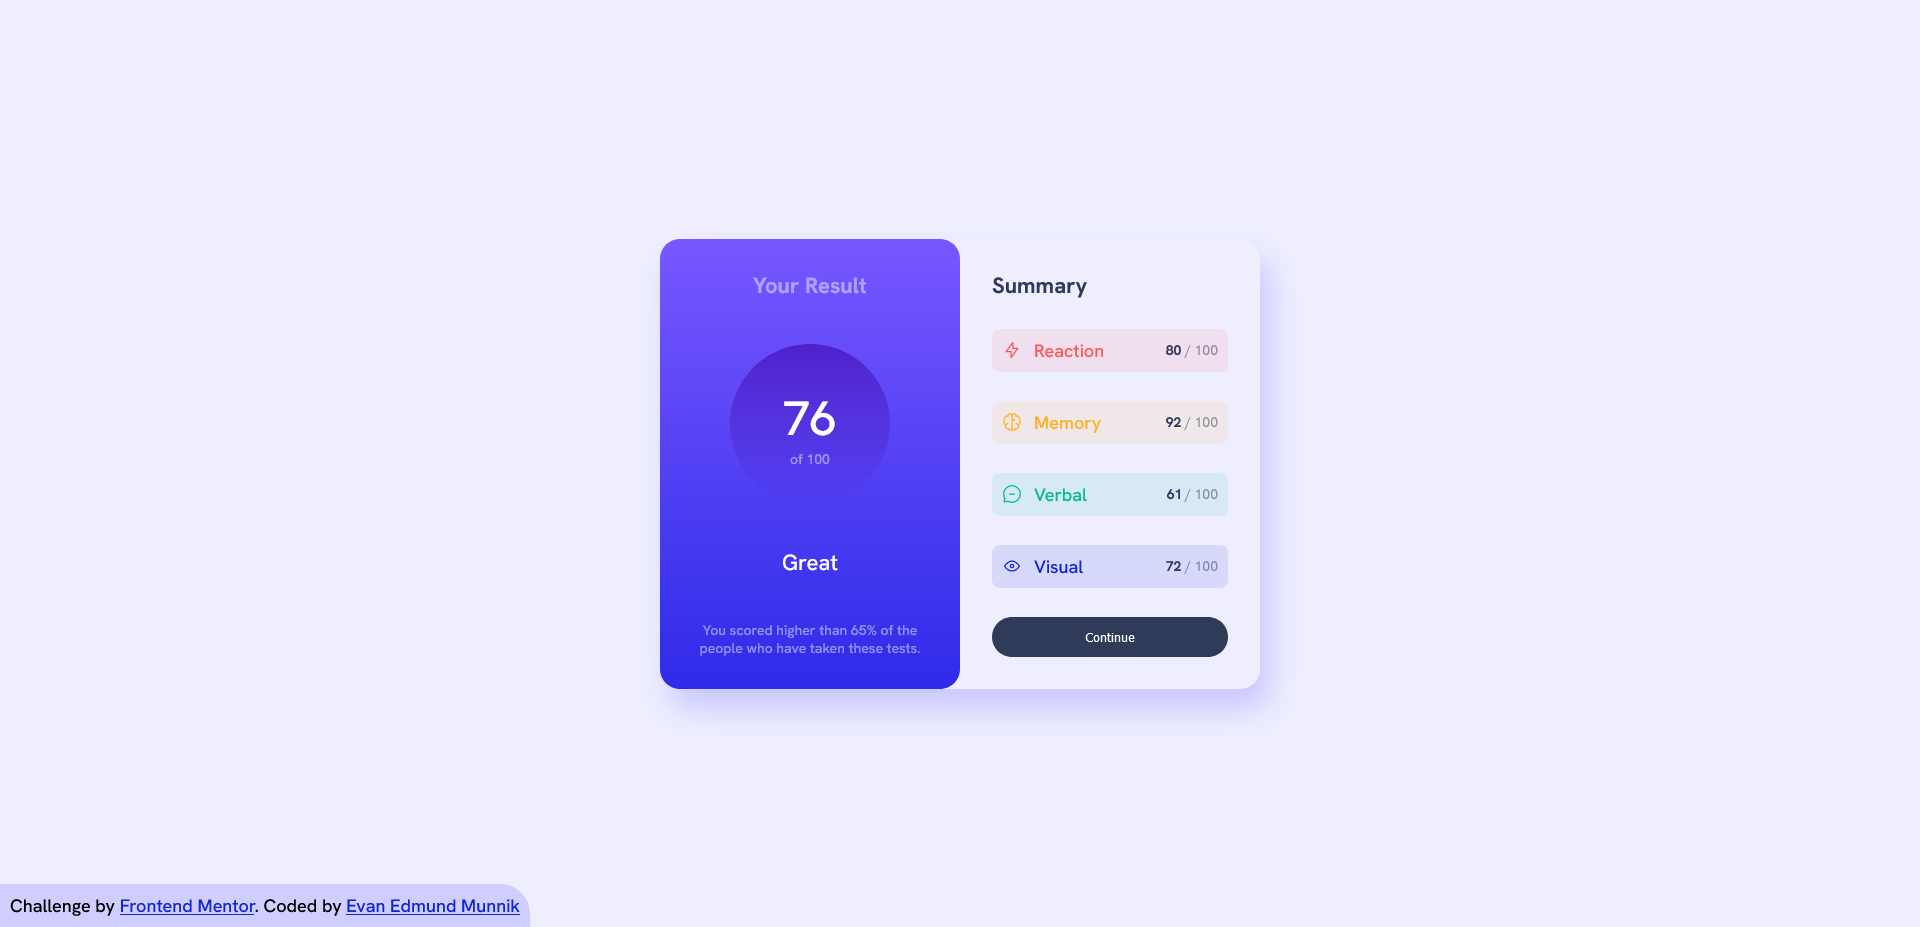 Your Result
76
of 100
Great
You scored higher than 65% of the
people who have taken these tests.
Summary
Reaction 80 / 100
Memory 92 / 100
Verbal 61 / 100
Visual 72 / 100
Continue
Challenge by Frontend Mentor. Coded by Evan Edmund Munnik